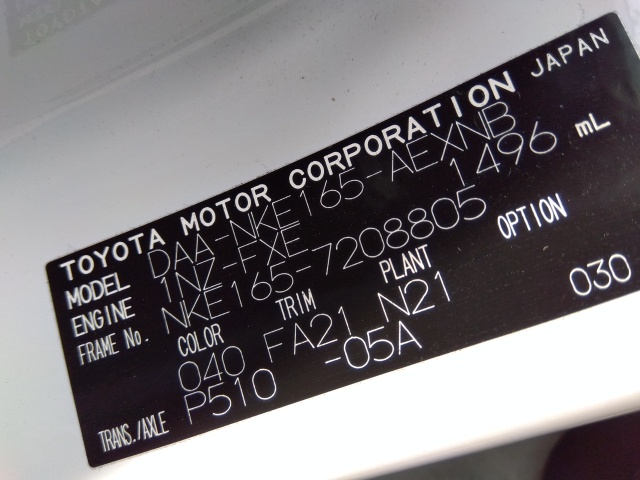 TOYOTA MOTOR CORPORATION JAPAN
MODEL DAA-NKE165-AEXNB
ENGINE 1NZ-FXE 1496 mL
FRAME No. NKE165-7208805
COLOR TRIM PLANT OPTION
040 FA21 N21 030
TRANS./AXLE P510 -05A